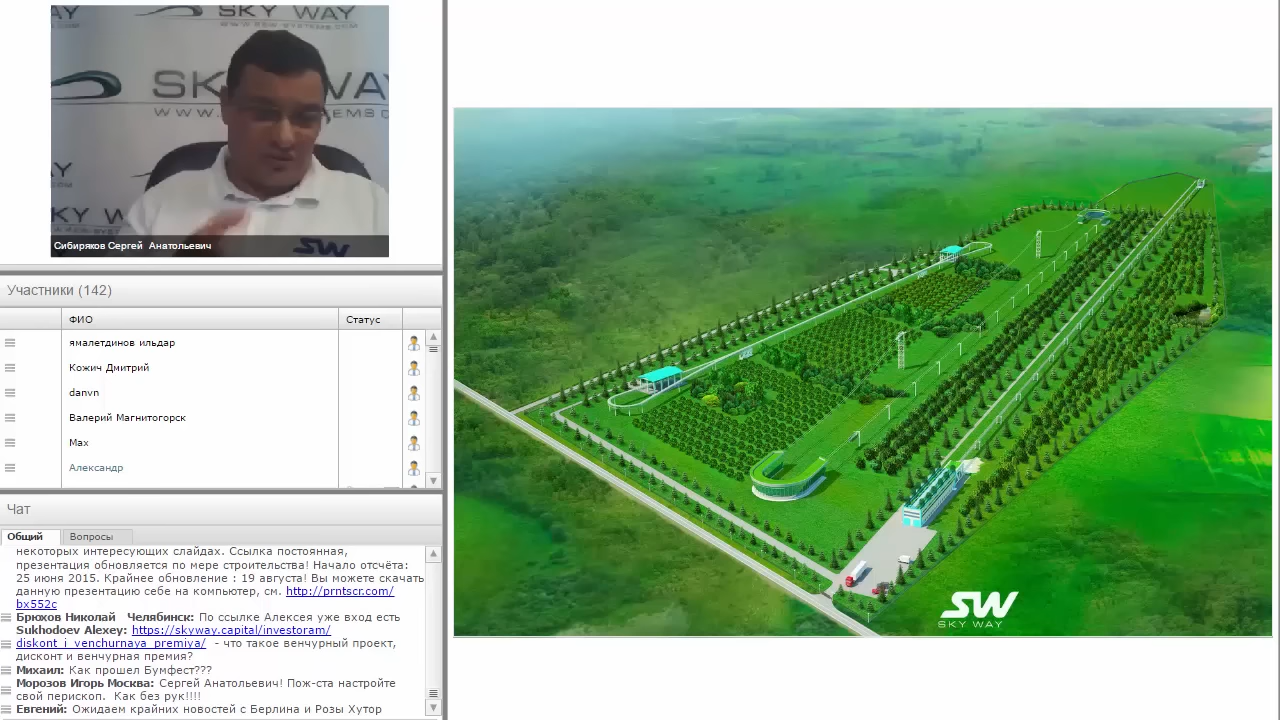 SKY WAY
SKY WAY
WWW.
Сибиряков Сергей Анатольевич
SW
Участники (142)
ФИО
Статус
ямалетдинов ильдар
Кожич Дмитрий
danvn
Валерий Магнитогорск
Max
Александр
Чат
Общий
Вопросы
некоторых интересующих слайдах. Ссылка постоянная,
презентация обновляется по мере строительства! Начало отсчёта:
25 июня 2015. Крайнее обновление : 19 августа! Вы можете скачать
данную презентацию себе на компьютер, см. http://prntscr.com/
bx552c
Брюхов Николай Челябинск: По ссылке Алексея уже вход есть
Sukhodoev Alexey: https://skyway.capital/investoram/
diskont_i_venchurnaya_premiya/ - что такое венчурный проект,
дисконт и венчурная премия?
Михаил: Как прошел Бумфест???
Морозов Игорь Москва: Сергей Анатольевич! Пож-ста настройте
свой перископ. Как без рук!!!!
Евгений: Ожидаем крайних новостей с Берлина и Розы Хутор
SW
SKY WAY